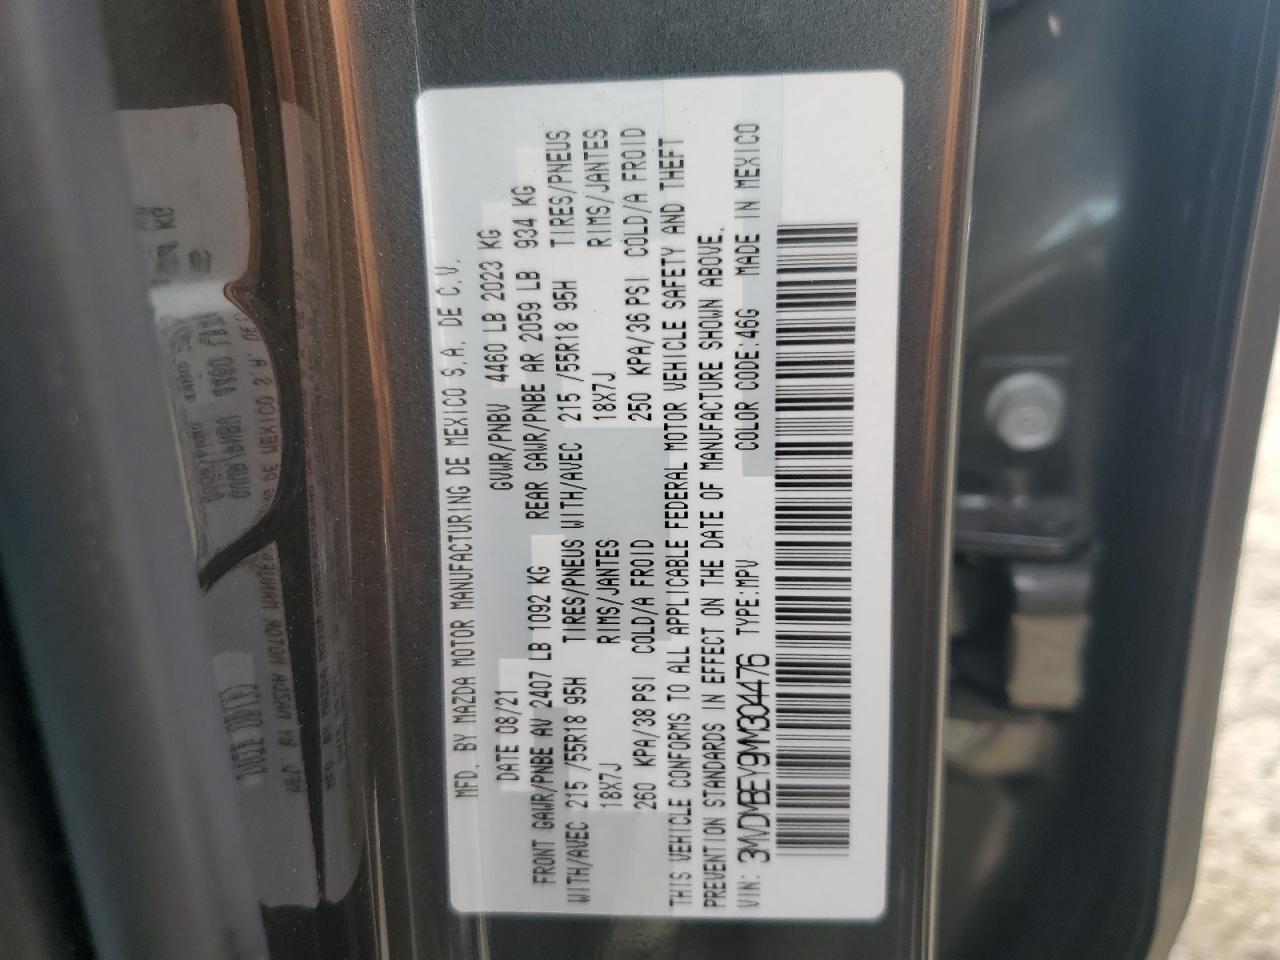 MFD. BY MAZDA MOTOR MANUFACTURING DE MEXICO S.A. DE C.V.
DATE 08/21 GVWR/PNBV 4460 LB 2023 KG
FRONT GAWR/PNBE AV 2407 LB 1092 KG REAR GAWR/PNBE AR 2059 LB 934 KG
WITH/AVEC 215 /55R18 95H TIRES/PNEUS WITH/AVEC 215 /55R18 95H TIRES/PNEUS
18X7J RIMS/JANTES 18X7J RIMS/JANTES
260 KPA/38 PSI COLD/A FROID 250 KPA/36 PSI COLD/A FROID
THIS VEHICLE CONFORMS TO ALL APPLICABLE FEDERAL MOTOR VEHICLE SAFETY AND THEFT
PREVENTION STANDARDS IN EFFECT ON THE DATE OF MANUFACTURE SHOWN ABOVE.
VIN: 3MVDMBEY9NM304476 TYPE:MPV COLOR CODE:46G MADE IN MEXICO